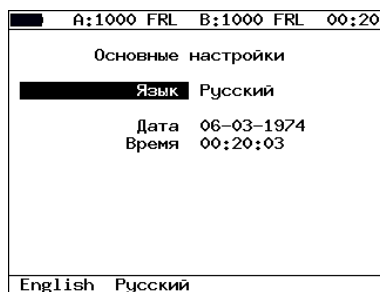 A:1000 FRL B:1000 FRL 00:20
Основные настройки
Язык Русский
Дата 06-03-1974
Время 00:20:03
English Русский